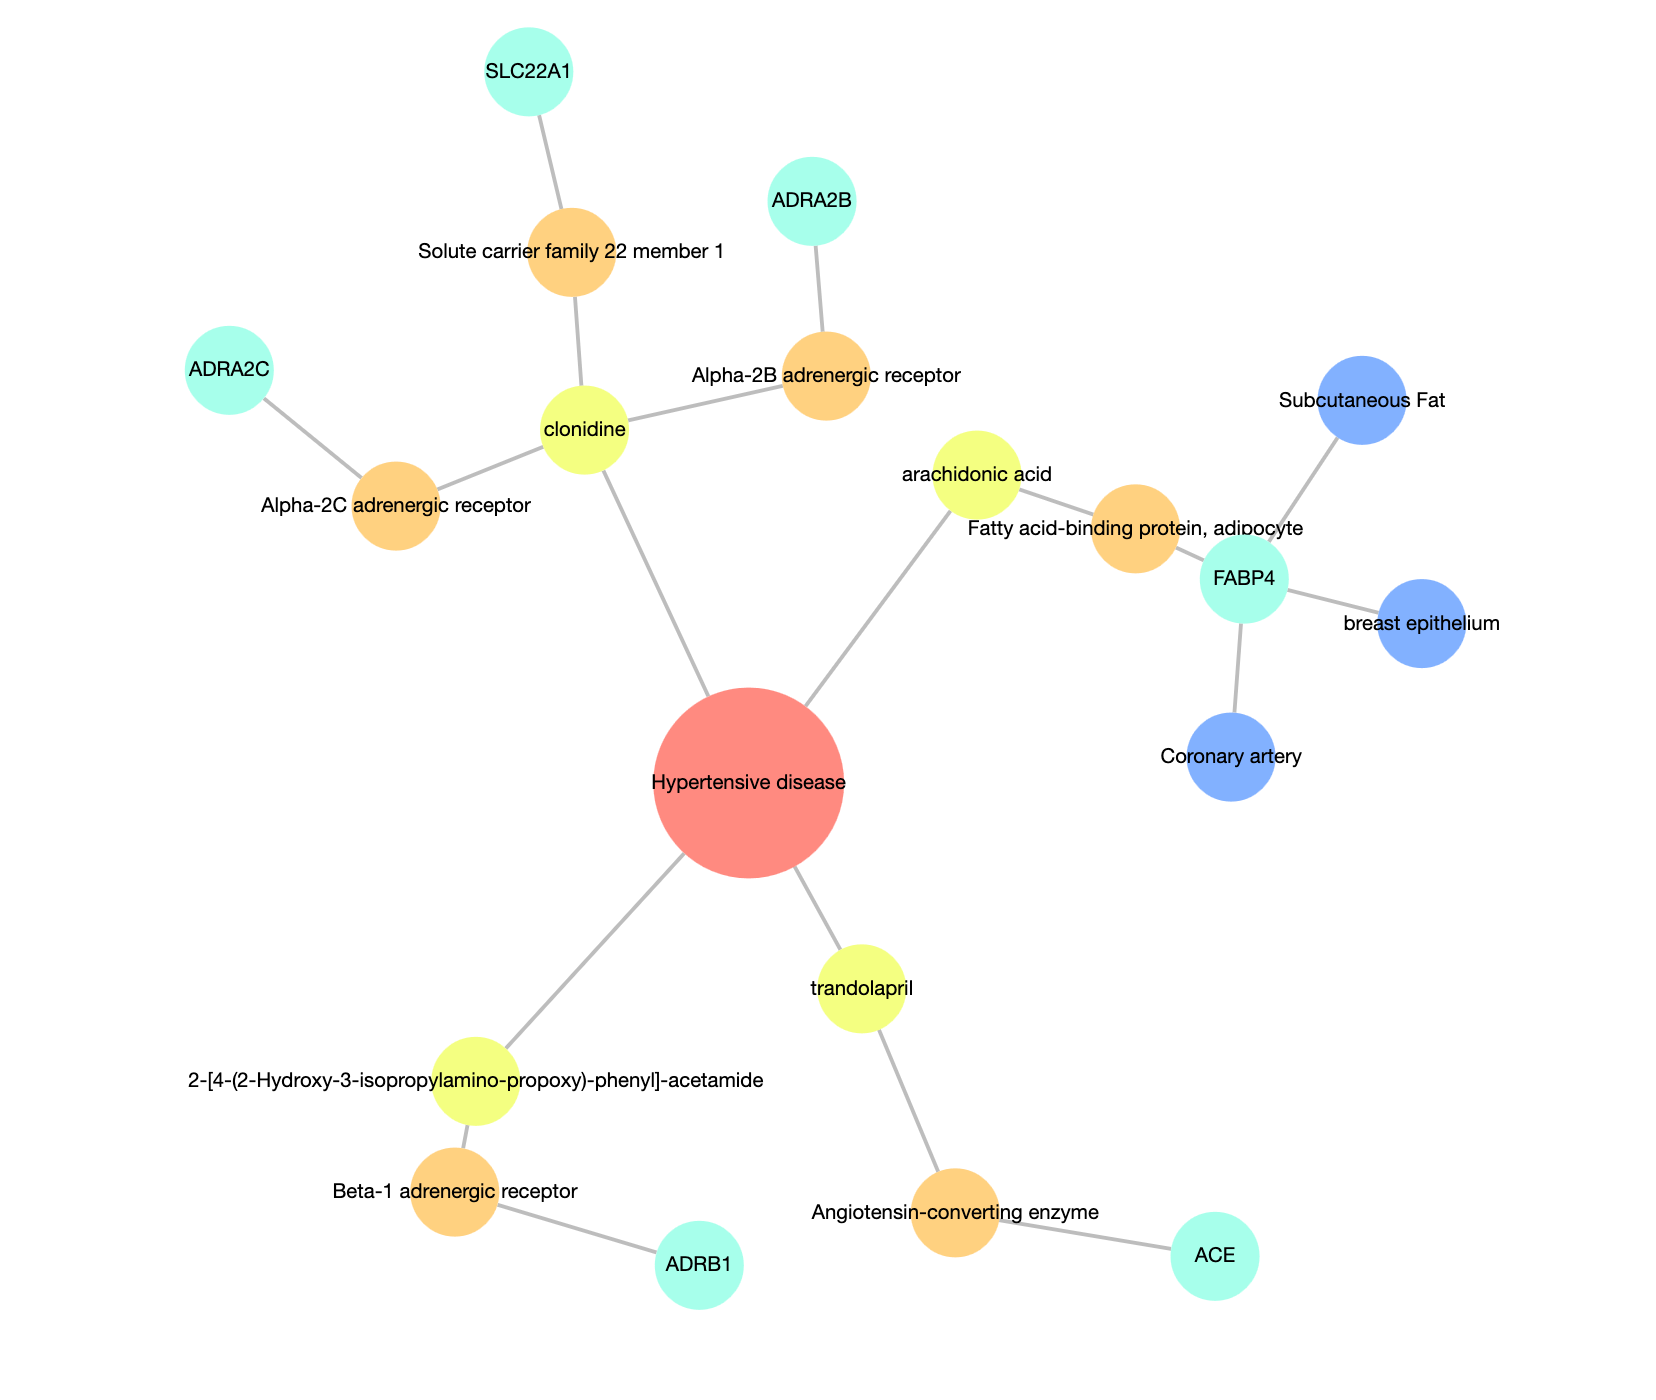 SLC22A1
ADRA2B
Solute carrier family 22 member 1
ADRA2C
Alpha-2B adrenergic receptor
Subcutaneous Fat
clonidine
arachidonic acid
Alpha-2C adrenergic receptor
Fatty acid-binding protein, adipocyte
FABP4
breast epithelium
Coronary artery
Hypertensive disease
trandolapril
2-[4-(2-Hydroxy-3-isopropylamino-propoxy)-phenyl]-acetamide
Beta-1 adrenergic receptor
Angiotensin-converting enzyme
ACE
ADRB1